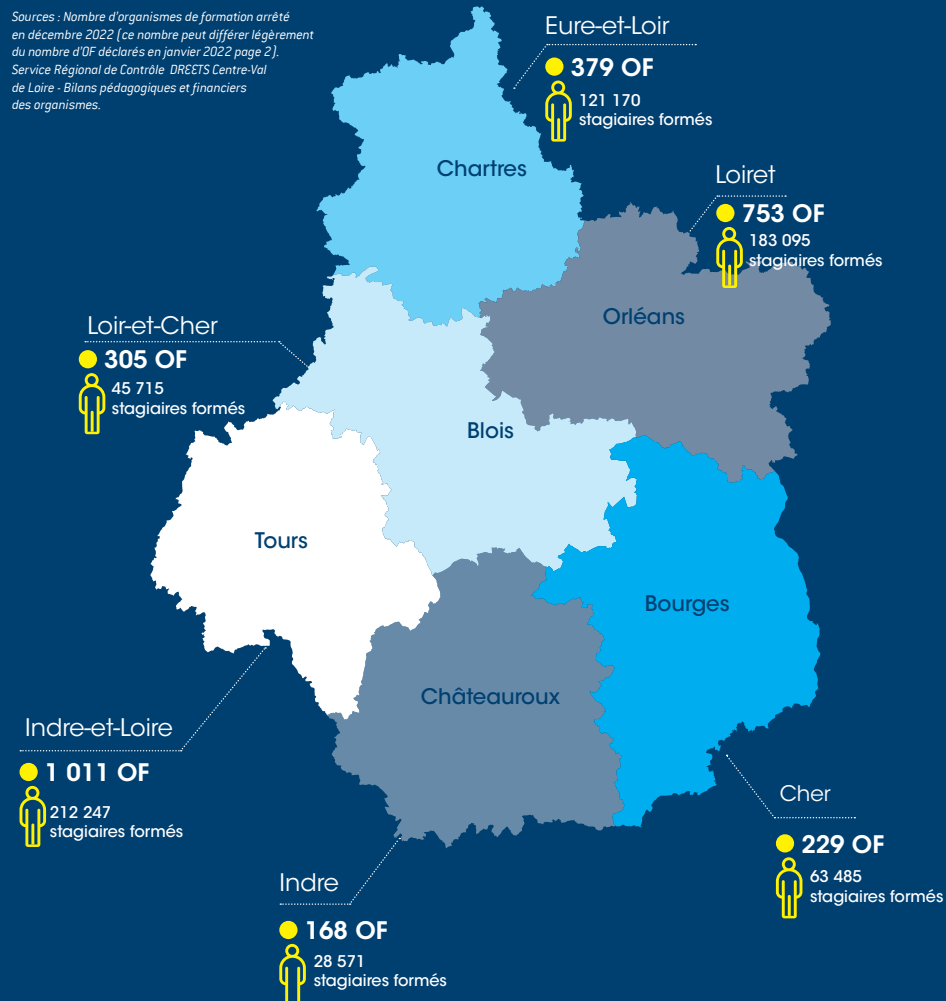 Sources : Nombre d'organismes de formation arrêté
en décembre 2022 (ce nombre peut différer légèrement
du nombre d'OF déclarés en janvier 2022 page 2).
Service Régional de Contrôle DREETS Centre-Val
de Loire - Bilans pédagogiques et financiers
des organismes.
Eure-et-Loir
379 OF
121 170
stagiaires formés
Chartres
Loiret
753 OF
183 095
stagiaires formés
Orléans
Loir-et-Cher
305 OF
45 715
stagiaires formés
Blois
Tours
Bourges
Châteauroux
Indre-et-Loire
1 011 OF
212 247
stagiaires formés
Cher
229 OF
63 485
stagiaires formés
Indre
168 OF
28 571
stagiaires formés